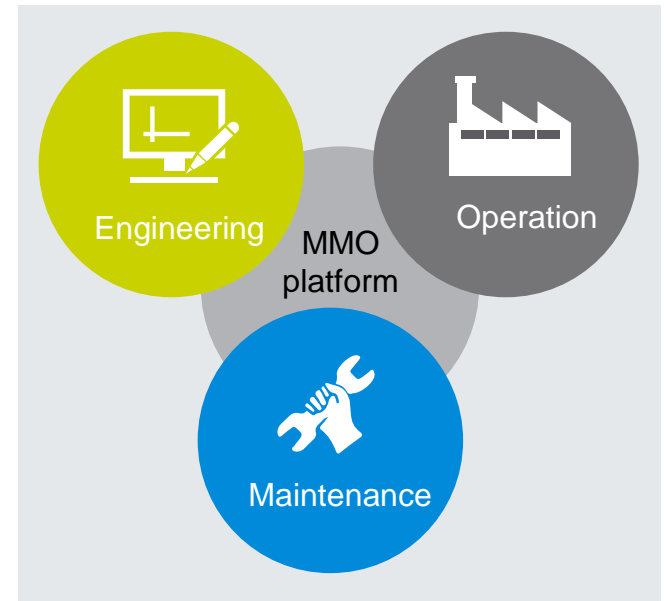 Engineering
Operation
MMO
platform
Maintenance